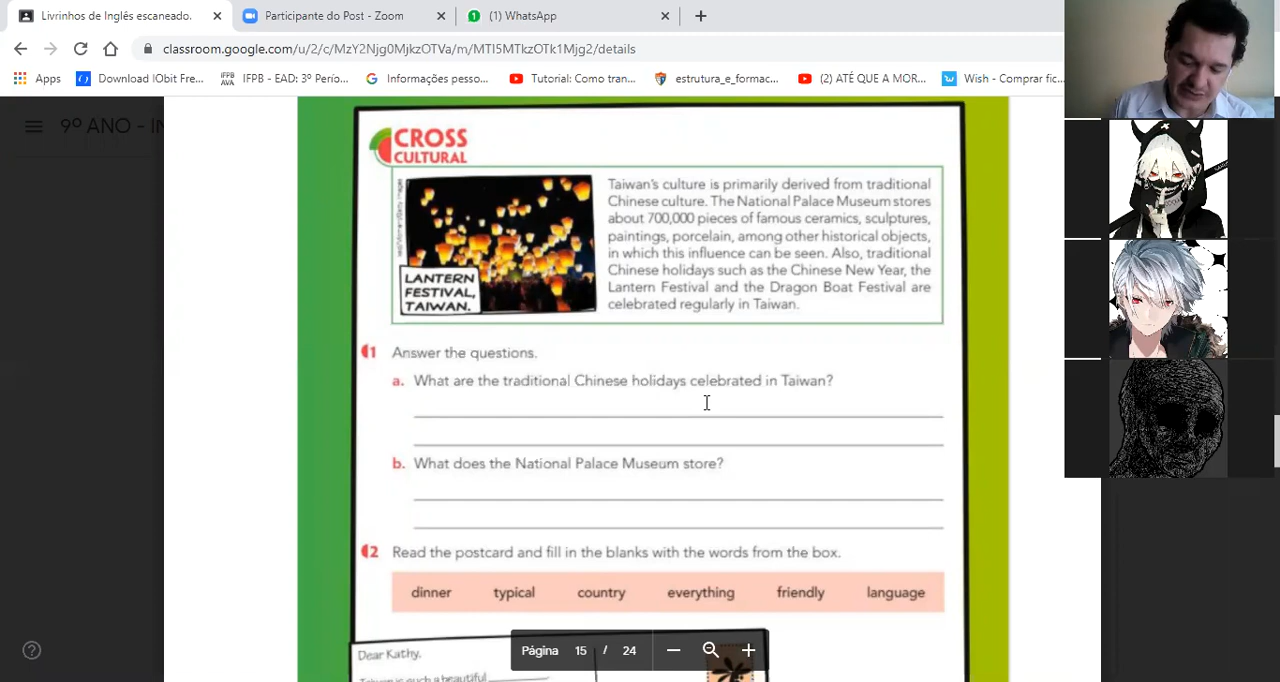 Livrinhos de Inglês escaneado.
Participante do Post - Zoom
(1) WhatsApp
classroom.google.com/u/2/c/MzY2Njg0MjkzOTVa/m/MTI5MTkzOTk1Mjg2/details
Apps
Download IObit Fre...
IFPB - EAD: 3º Perío...
Informações pesso...
Tutorial: Como tran...
estrutura_e_formac...
(2) ATÉ QUE A MOR...
Wish - Comprar fic...
9º ANO - IN
CROSS
CULTURAL
LANTERN
FESTIVAL,
TAIWAN.
Taiwan's culture is primarily derived from traditional
Chinese culture. The National Palace Museum stores
about 700,000 pieces of famous ceramics, sculptures,
paintings, porcelain, among other historical objects,
in which this influence can be seen. Also, traditional
Chinese holidays such as the Chinese New Year, the
Lantern Festival and the Dragon Boat Festival are
celebrated regularly in Taiwan.
1 Answer the questions.
a. What are the traditional Chinese holidays celebrated in Taiwan?
b. What does the National Palace Museum store?
2 Read the postcard and fill in the blanks with the words from the box.
dinner typical country everything friendly language
Dear Kathy,
Taiwan is such a beautiful
Página 15 / 24